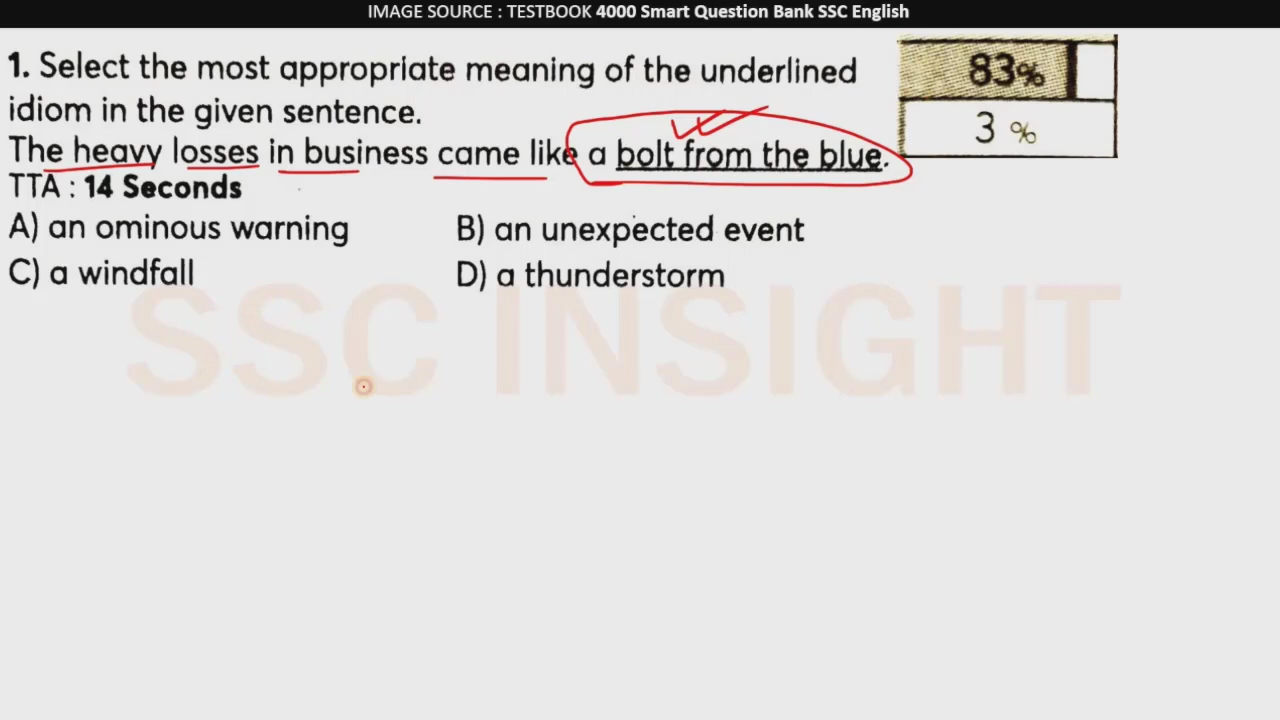 IMAGE SOURCE : TESTBOOK 4000 Smart Question Bank SSC English
1. Select the most appropriate meaning of the underlined
idiom in the given sentence.
The heavy losses in business came like a bolt from the blue.
TTA : 14 Seconds
A) an ominous warning
B) an unexpected event
C) a windfall
D) a thunderstorm
83%
3 %
SSC INSIGHT